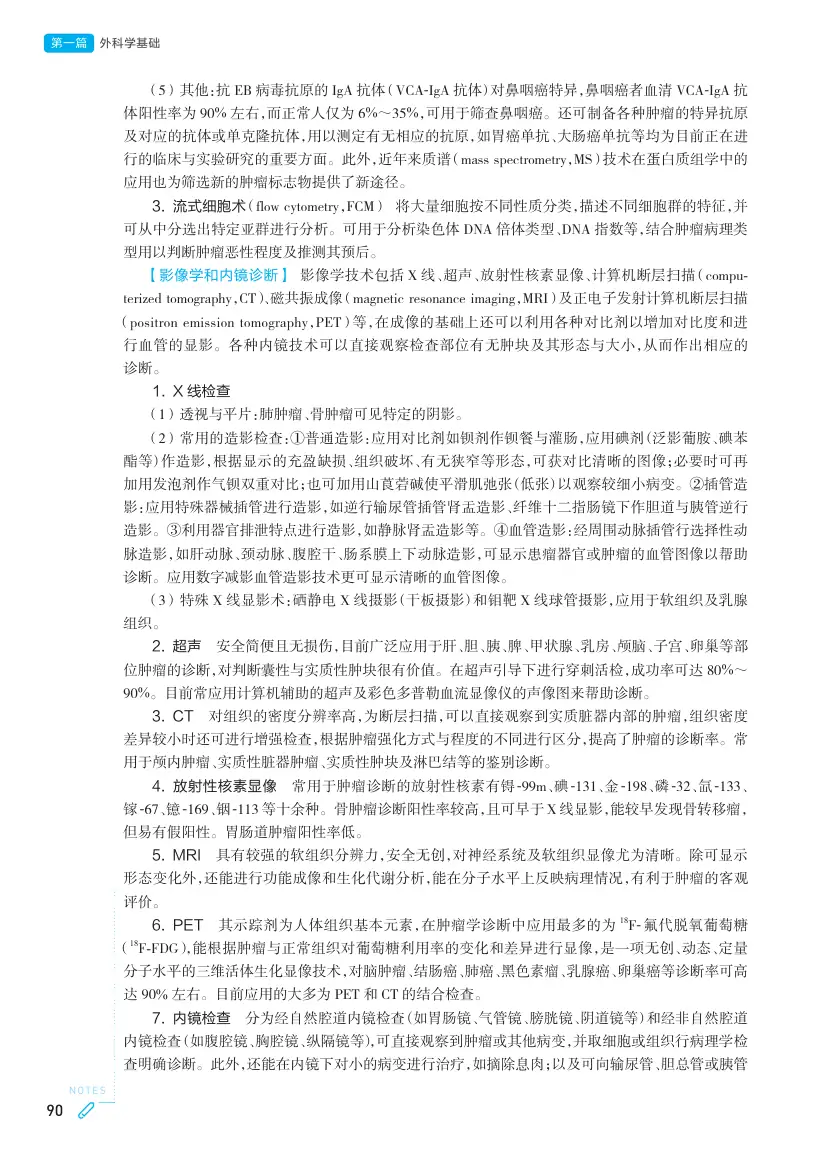 第一篇 外科学基础
（5）其他:抗 EB 病毒抗原的 IgA 抗体（VCA-IgA 抗体）对鼻咽癌特异,鼻咽癌者血清 VCA-IgA 抗
体阳性率为 90% 左右,而正常人仅为 6%～35%,可用于筛查鼻咽癌。还可制备各种肿瘤的特异抗原
及对应的抗体或单克隆抗体,用以测定有无相应的抗原,如胃癌单抗、大肠癌单抗等均为目前正在进
行的临床与实验研究的重要方面。此外,近年来质谱（mass spectrometry,MS）技术在蛋白质组学中的
应用也为筛选新的肿瘤标志物提供了新途径。
3. 流式细胞术（flow cytometry,FCM） 将大量细胞按不同性质分类,描述不同细胞群的特征,并
可从中分选出特定亚群进行分析。可用于分析染色体 DNA 倍体类型、DNA 指数等,结合肿瘤病理类
型用以判断肿瘤恶性程度及推测其预后。
【影像学和内镜诊断】 影像学技术包括 X 线、超声、放射性核素显像、计算机断层扫描（compu-
terized tomography,CT）、磁共振成像（magnetic resonance imaging,MRI）及正电子发射计算机断层扫描
（positron emission tomography,PET）等,在成像的基础上还可以利用各种对比剂以增加对比度和进
行血管的显影。各种内镜技术可以直接观察检查部位有无肿块及其形态与大小,从而作出相应的
诊断。
1. X 线检查
（1）透视与平片:肺肿瘤、骨肿瘤可见特定的阴影。
（2）常用的造影检查:①普通造影:应用对比剂如钡剂作钡餐与灌肠,应用碘剂(泛影葡胺、碘苯
酯等)作造影,根据显示的充盈缺损、组织破坏、有无狭窄等形态,可获对比清晰的图像;必要时可再
加用发泡剂作气钡双重对比;也可加用山莨菪碱使平滑肌弛张(低张)以观察较细小病变。②插管造
影:应用特殊器械插管进行造影,如逆行输尿管插管肾盂造影、纤维十二指肠镜下作胆道与胰管逆行
造影。③利用器官排泄特点进行造影,如静脉肾盂造影等。④血管造影:经周围动脉插管行选择性动
脉造影,如肝动脉、颈动脉、腹腔干、肠系膜上下动脉造影,可显示患瘤器官或肿瘤的血管图像以帮助
诊断。应用数字减影血管造影技术更可显示清晰的血管图像。
（3）特殊 X 线显影术:硒静电 X 线摄影(干板摄影)和钼靶 X 线球管摄影,应用于软组织及乳腺
组织。
2. 超声 安全简便且无损伤,目前广泛应用于肝、胆、胰、脾、甲状腺、乳房、颅脑、子宫、卵巢等部
位肿瘤的诊断,对判断囊性与实质性肿块很有价值。在超声引导下进行穿刺活检,成功率可达 80%～
90%。目前常应用计算机辅助的超声及彩色多普勒血流显像仪的声像图来帮助诊断。
3. CT 对组织的密度分辨率高,为断层扫描,可以直接观察到实质脏器内部的肿瘤,组织密度
差异较小时还可进行增强检查,根据肿瘤强化方式与程度的不同进行区分,提高了肿瘤的诊断率。常
用于颅内肿瘤、实质性脏器肿瘤、实质性肿块及淋巴结等的鉴别诊断。
4. 放射性核素显像 常用于肿瘤诊断的放射性核素有锝-99m、碘-131、金-198、磷-32、氙-133、
镓-67、镱-169、铟-113 等十余种。骨肿瘤诊断阳性率较高,且可早于 X 线显影,能较早发现骨转移瘤,
但易有假阳性。胃肠道肿瘤阳性率低。
5. MRI 具有较强的软组织分辨力,安全无创,对神经系统及软组织显像尤为清晰。除可显示
形态变化外,还能进行功能成像和生化代谢分析,能在分子水平上反映病理情况,有利于肿瘤的客观
评价。
6. PET 其示踪剂为人体组织基本元素,在肿瘤学诊断中应用最多的为 ¹⁸F-氟代脱氧葡萄糖
（¹⁸F-FDG）,能根据肿瘤与正常组织对葡萄糖利用率的变化和差异进行显像,是一项无创、动态、定量
分子水平的三维活体生化显像技术,对脑肿瘤、结肠癌、肺癌、黑色素瘤、乳腺癌、卵巢癌等诊断率可高
达 90% 左右。目前应用的大多为 PET 和 CT 的结合检查。
7. 内镜检查 分为经自然腔道内镜检查(如胃肠镜、气管镜、膀胱镜、阴道镜等)和经非自然腔道
内镜检查(如腹腔镜、胸腔镜、纵隔镜等),可直接观察到肿瘤或其他病变,并取细胞或组织行病理学检
查明确诊断。此外,还能在内镜下对小的病变进行治疗,如摘除息肉;以及可向输尿管、胆总管或胰管
NOTES
90